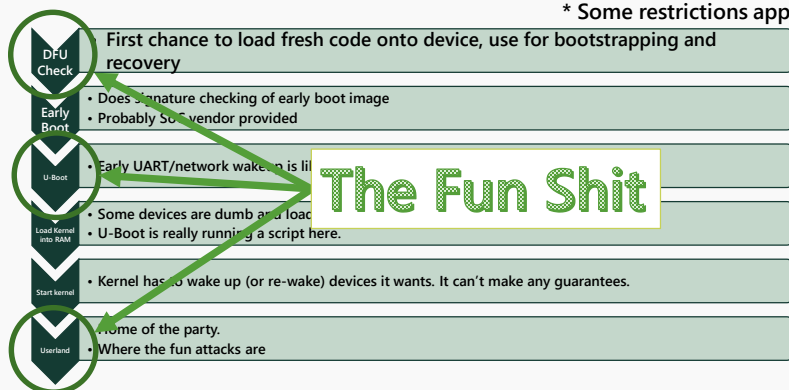 * Some restrictions app
DFU
Check
• First chance to load fresh code onto device, use for bootstrapping and
recovery
Early
Boot
• Does signature checking of early boot image
• Probably SoC vendor provided
U-Boot
• Early UART/network wakeup is
The Fun Shit
Load Kernel
into RAM
• Some devices are dumb and load
• U-Boot is really running a script here.
Start kernel
• Kernel has to wake up (or re-wake) devices it wants. It can't make any guarantees.
Userland
• Home of the party.
• Where the fun attacks are